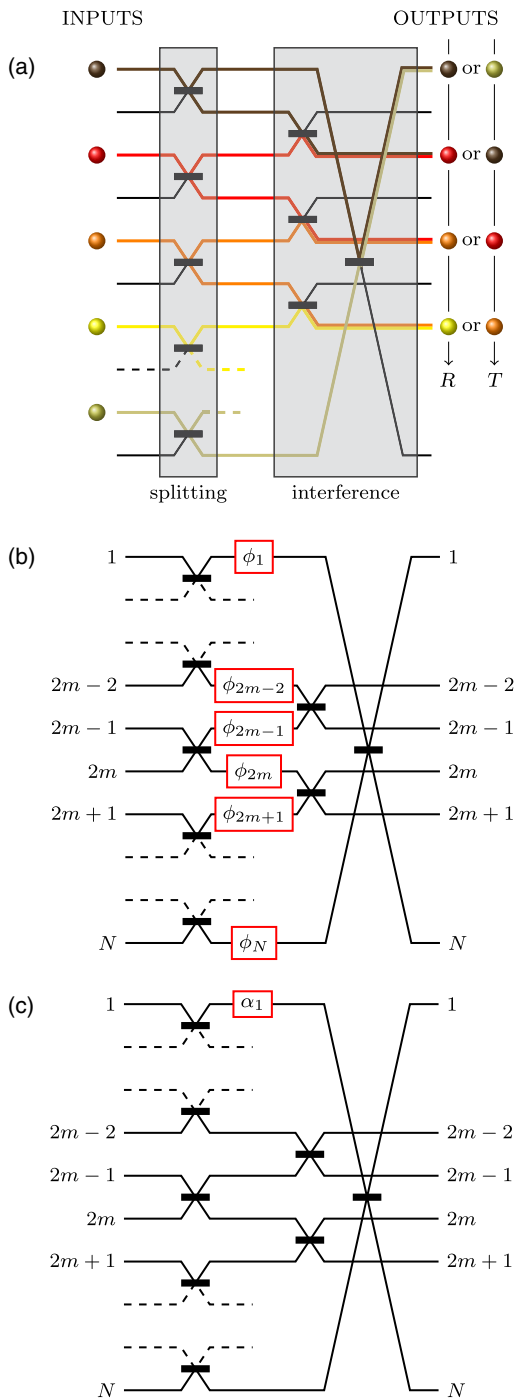 INPUTS OUTPUTS
(a)
or
or
or
or
R T
splitting interference
(b)
1 ϕ₁ 1
2m − 2 ϕ₂ₘ₋₂ 2m − 2
2m − 1 ϕ₂ₘ₋₁ 2m − 1
2m ϕ₂ₘ 2m
2m + 1 ϕ₂ₘ₊₁ 2m + 1
N ϕ_N N
(c)
1 α₁ 1
2m − 2 2m − 2
2m − 1 2m − 1
2m 2m
2m + 1 2m + 1
N N